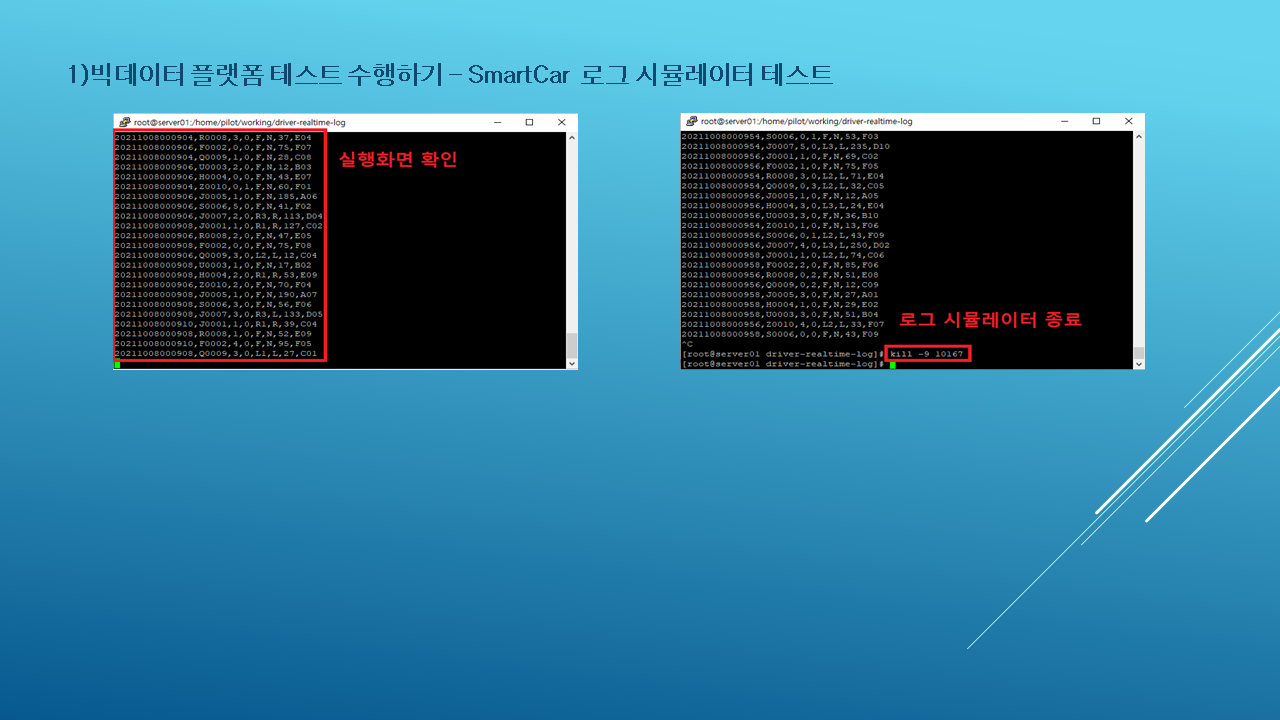 1)빅데이터 플랫폼 테스트 수행하기 – SmartCar 로그 시뮬레이터 테스트
root@server01:/home/pilot/working/driver-realtime-log
20211008000904,R0008,3,0,F,N,37,E04
20211008000906,F0002,0,0,F,N,75,F07
20211008000904,Q0009,1,0,F,N,28,C08
20211008000906,U0003,2,0,F,N,12,B03
20211008000906,H0004,0,0,F,N,43,E07
20211008000904,Z0010,0,1,F,N,60,F01
20211008000906,J0005,1,0,F,N,185,A06
20211008000906,S0006,5,0,F,N,41,F02
20211008000906,J0007,2,0,R3,R,113,D04
20211008000908,J0001,1,0,R1,R,127,C02
20211008000906,R0008,2,0,F,N,47,E05
20211008000908,F0002,0,0,F,N,75,F08
20211008000906,Q0009,3,0,L2,L,12,C04
20211008000908,U0003,1,0,F,N,17,B02
20211008000908,H0004,2,0,R1,R,53,E09
20211008000906,Z0010,2,0,F,N,70,F04
20211008000908,J0005,1,0,F,N,190,A07
20211008000908,S0006,3,0,F,N,56,F06
20211008000908,J0007,3,0,R3,L,133,D05
20211008000910,J0001,1,0,R1,R,39,C04
20211008000908,R0008,1,0,F,N,52,E09
20211008000910,F0002,4,0,F,N,95,F05
20211008000908,Q0009,3,0,L1,L,27,C01
실행화면 확인
root@server01:/home/pilot/working/driver-realtime-log
20211008000954,S0006,0,1,F,N,53,F03
20211008000954,J0007,5,0,L3,L,235,D10
20211008000956,J0001,1,0,F,N,69,C02
20211008000956,F0002,1,0,F,N,75,F05
20211008000954,R0008,3,0,L2,L,71,E04
20211008000954,Q0009,0,3,L2,L,32,C05
20211008000956,J0005,1,0,F,N,12,A05
20211008000956,H0004,3,0,L3,L,24,E04
20211008000956,U0003,3,0,F,N,36,B10
20211008000954,Z0010,1,0,F,N,13,F06
20211008000956,S0006,0,1,L2,L,43,F09
20211008000956,J0007,4,0,L3,L,250,D02
20211008000958,J0001,1,0,L2,L,74,C06
20211008000958,F0002,2,0,F,N,85,F06
20211008000956,R0008,0,2,F,N,51,E08
20211008000956,Q0009,0,2,F,N,12,C09
20211008000958,J0005,3,0,F,N,27,A01
20211008000958,H0004,1,0,F,N,29,E02
20211008000958,U0003,3,0,F,N,51,B04
20211008000956,Z0010,4,0,L2,L,33,F07
20211008000958,S0006,0,0,F,N,43,F09
^C
[root@server01 driver-realtime-log]# kill -9 10167
[root@server01 driver-realtime-log]#
로그 시뮬레이터 종료